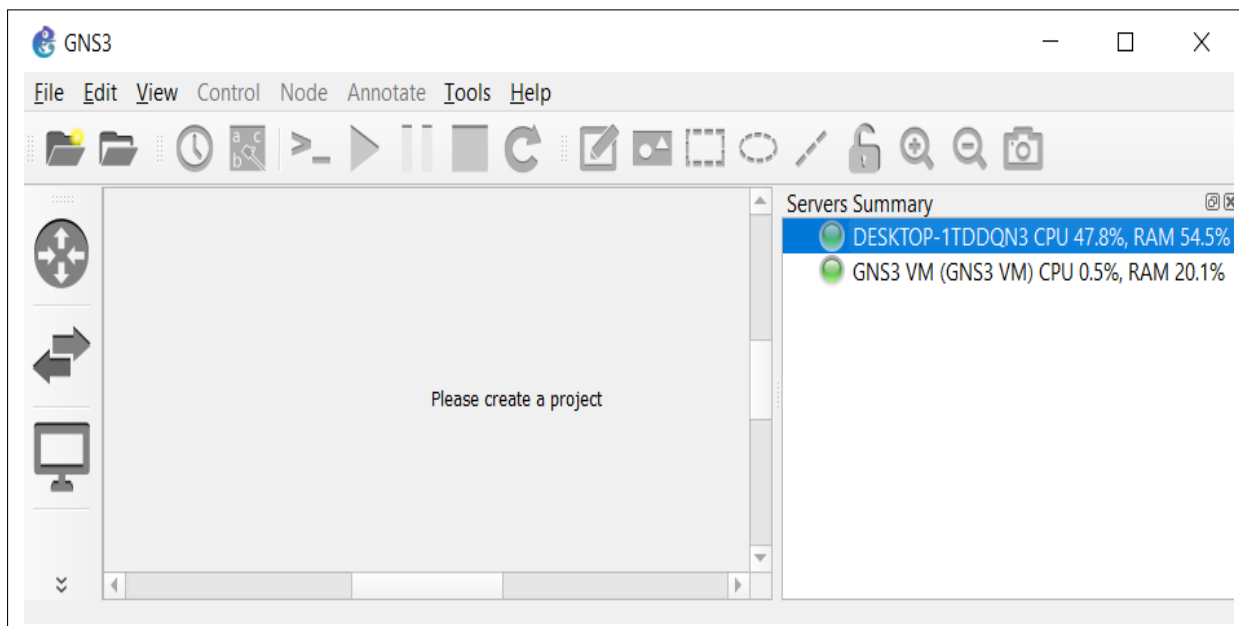 GNS3
File Edit View Control Node Annotate Tools Help
a c
b
>_
Servers Summary
DESKTOP-1TDDQN3 CPU 47.8%, RAM 54.5%
GNS3 VM (GNS3 VM) CPU 0.5%, RAM 20.1%
Please create a project